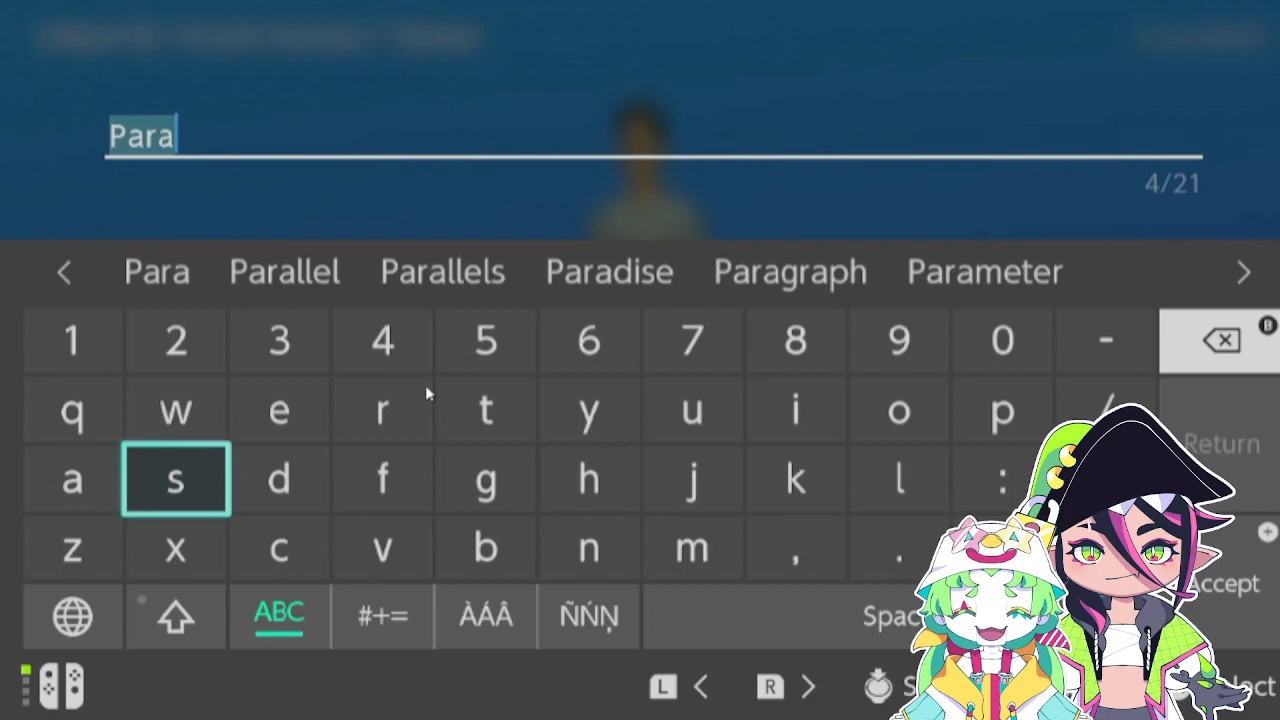 Para
4/21
< Para Parallel Parallels Paradise Paragraph Parameter >
1 2 3 4 5 6 7 8 9 0 - B
q w e r t y u i o p /
Return
a s d f g h j k l :
z x c v b n m , . +
Accept
ABC #+= ÀÁÂ ÑŃŅ Space
L < R >